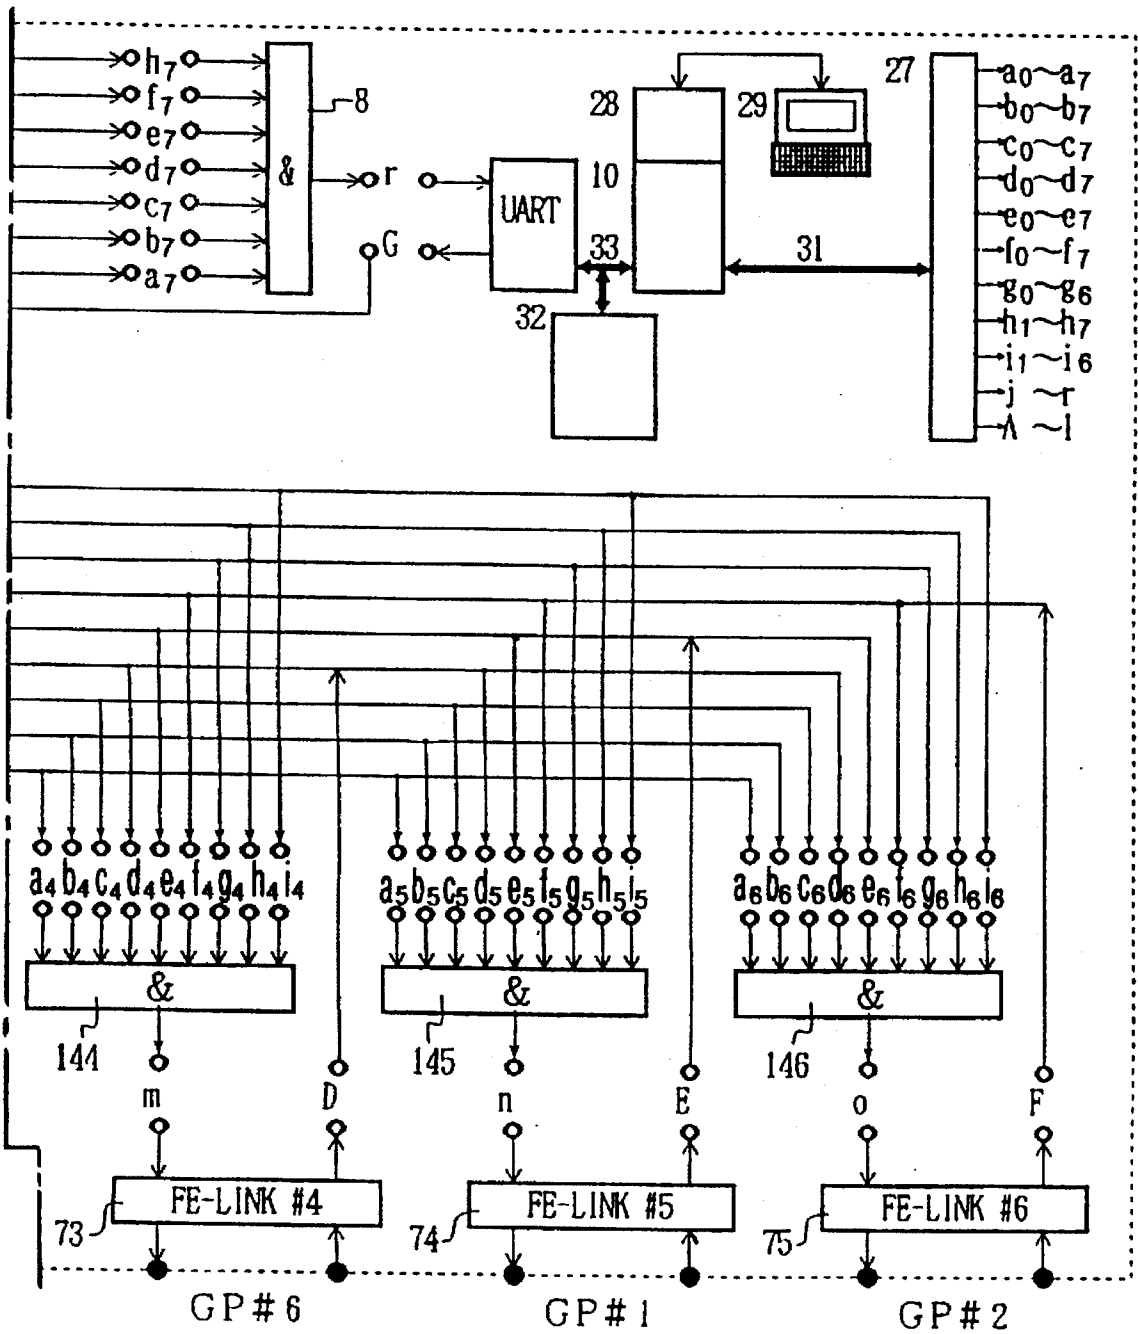 h7
f7
e7
d7
c7
b7
a7
&
8
r
G
UART
33
32
28
10
29
31
27
a0~a7
b0~b7
c0~c7
d0~d7
e0~e7
f0~f7
g0~g6
h1~h7
i1~i6
j~r
Λ~l
a4 b4 c4 d4 e4 f4 g4 h4 i4
a5 b5 c5 d5 e5 f5 g5 h5 i5
a6 b6 c6 d6 e6 f6 g6 h6 i6
& & &
144 145 146
m D n E o F
FE-LINK #4 FE-LINK #5 FE-LINK #6
73 74 75
GP#6 GP#1 GP#2